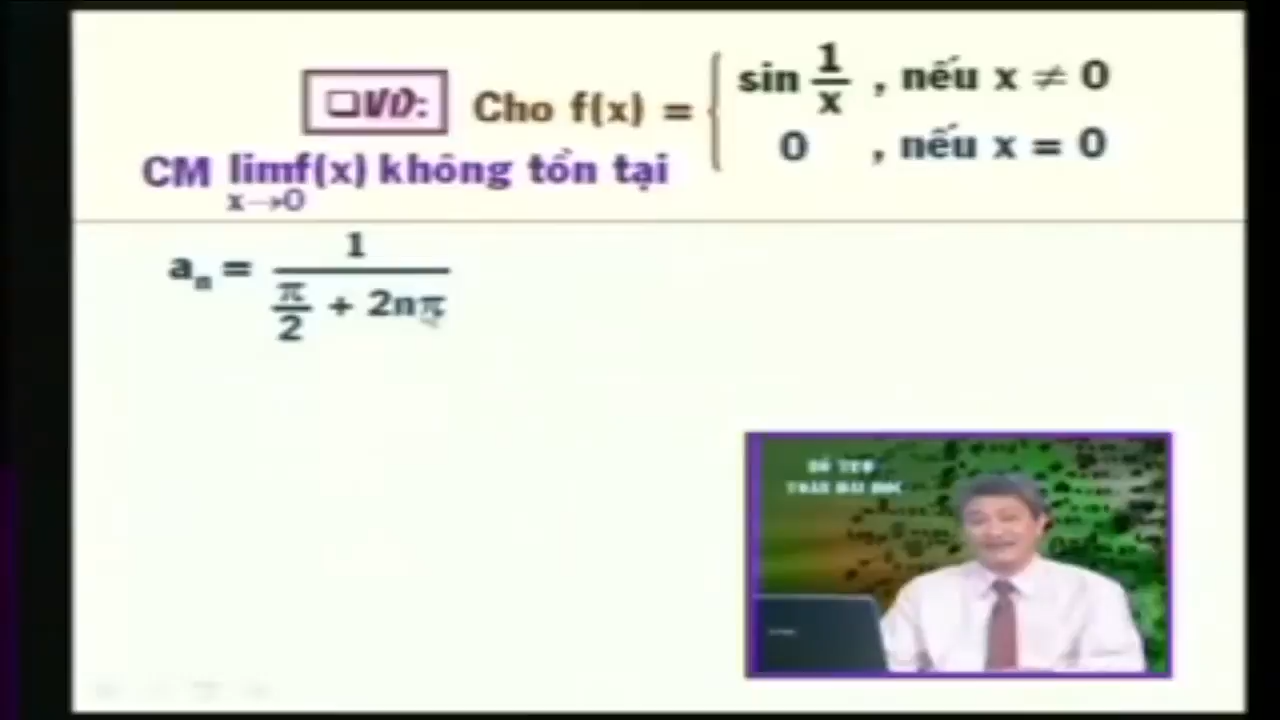 ❑VD: Cho f(x) = { sin 1/x , nếu x ≠ 0
0 , nếu x = 0
CM lim f(x) không tồn tại
x→0
aₙ = 1 / (π/2 + 2nπ)